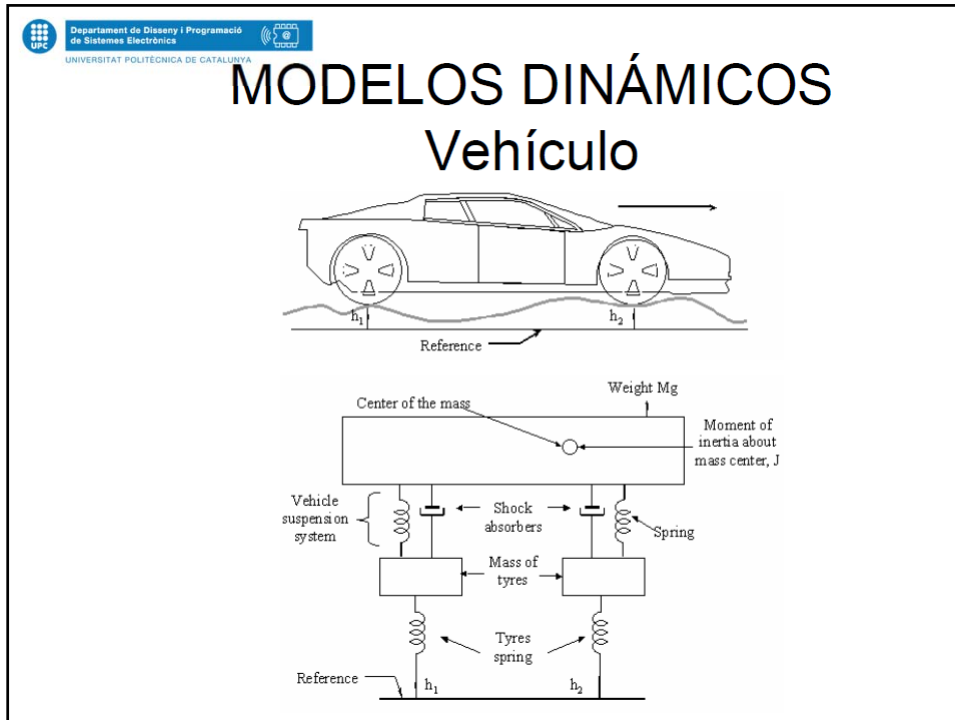 UPC
Departament de Disseny i Programació
de Sistemes Electrònics
UNIVERSITAT POLITÈCNICA DE CATALUNYA
MODELOS DINÁMICOS
Vehículo
h1
h2
Reference
Weight Mg
Center of the mass
Moment of
inertia about
mass center, J
Vehicle
suspension
system
Shock
absorbers
Spring
Mass of
tyres
Tyres
spring
Reference
h1
h2